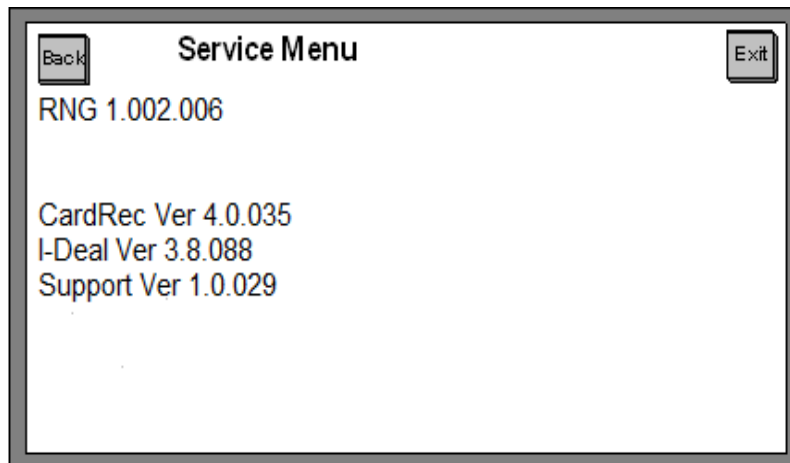 Back Service Menu Exit
RNG 1.002.006
CardRec Ver 4.0.035
I-Deal Ver 3.8.088
Support Ver 1.0.029